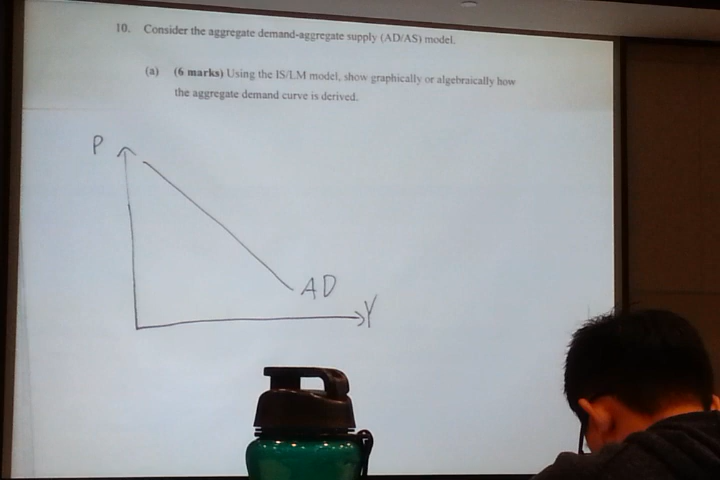 10. Consider the aggregate demand-aggregate supply (AD/AS) model.
(a) (6 marks) Using the IS/LM model, show graphically or algebraically how
the aggregate demand curve is derived.
P
AD
Y